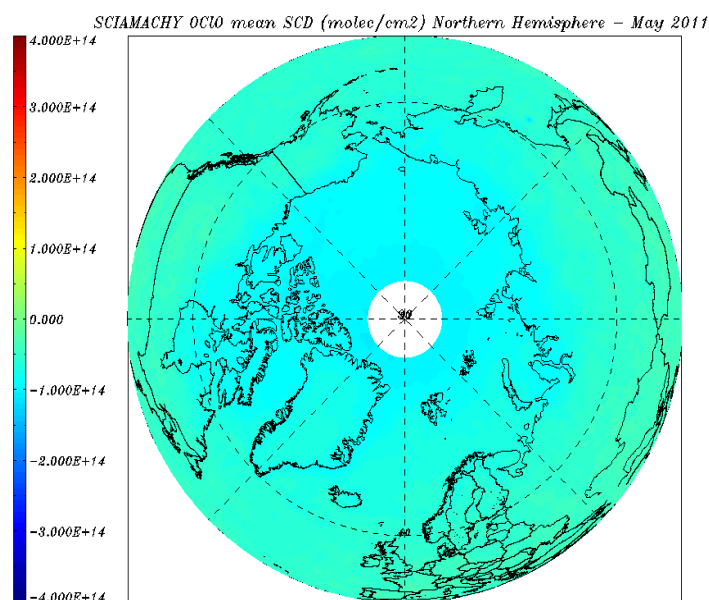 SCIAMACHY OClO mean SCD (molec/cm2) Northern Hemisphere – May 2011
4.000E+14
3.000E+14
2.000E+14
1.000E+14
0.000
−1.000E+14
−2.000E+14
−3.000E+14
−4.000E+14
90